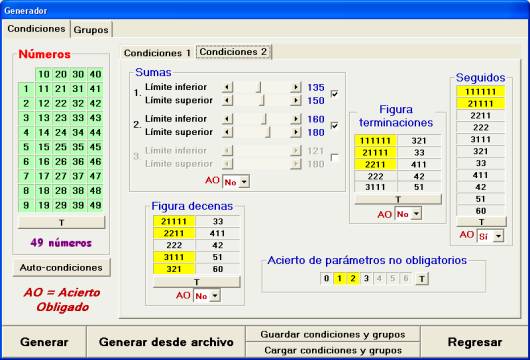 Generador
Condiciones Grupos
Números
10 20 30 40
1 11 21 31 41
2 12 22 32 42
3 13 23 33 43
4 14 24 34 44
5 15 25 35 45
6 16 26 36 46
7 17 27 37 47
8 18 28 38 48
9 19 29 39 49
T
49 números
Auto-condiciones
AO = Acierto
Obligado
Condiciones 1 Condiciones 2
Sumas
1. Límite inferior 135
Límite superior 150
2. Límite inferior 160
Límite superior 180
3. Límite inferior 121
Límite superior 180
AO No
Figura decenas
21111 33
2211 411
222 42
3111 51
321 60
T
AO No
Figura
terminaciones
111111 321
21111 33
2211 411
222 42
3111 51
T
AO No
Seguidos
111111
21111
2211
222
3111
321
33
411
42
51
60
T
AO Sí
Acierto de parámetros no obligatorios
0 1 2 3 4 5 6 T
Generar
Generar desde archivo
Guardar condiciones y grupos
Cargar condiciones y grupos
Regresar